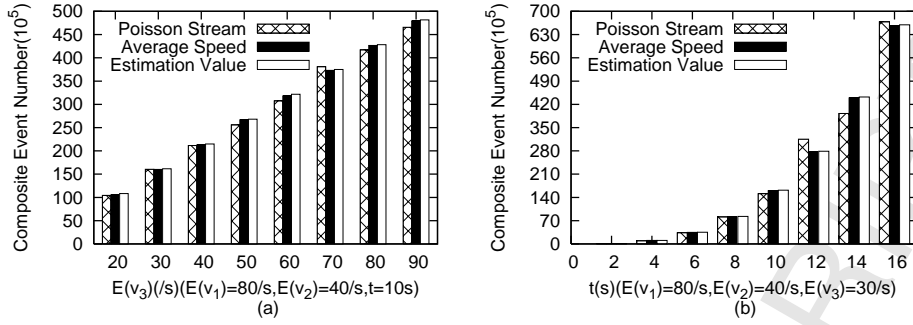 500
450
400
350
300
250
200
150
100
50
0
Composite Event Number(10^5)
Poisson Stream
Average Speed
Estimation Value
20 30 40 50 60 70 80 90
E(v3)(/s)(E(v1)=80/s,E(v2)=40/s,t=10s)
(a)
700
630
560
490
420
350
280
210
140
70
0
Composite Event Number(10^5)
Poisson Stream
Average Speed
Estimation Value
0 2 4 6 8 10 12 14 16
t(s)(E(v1)=80/s,E(v2)=40/s,E(v3)=30/s)
(b)